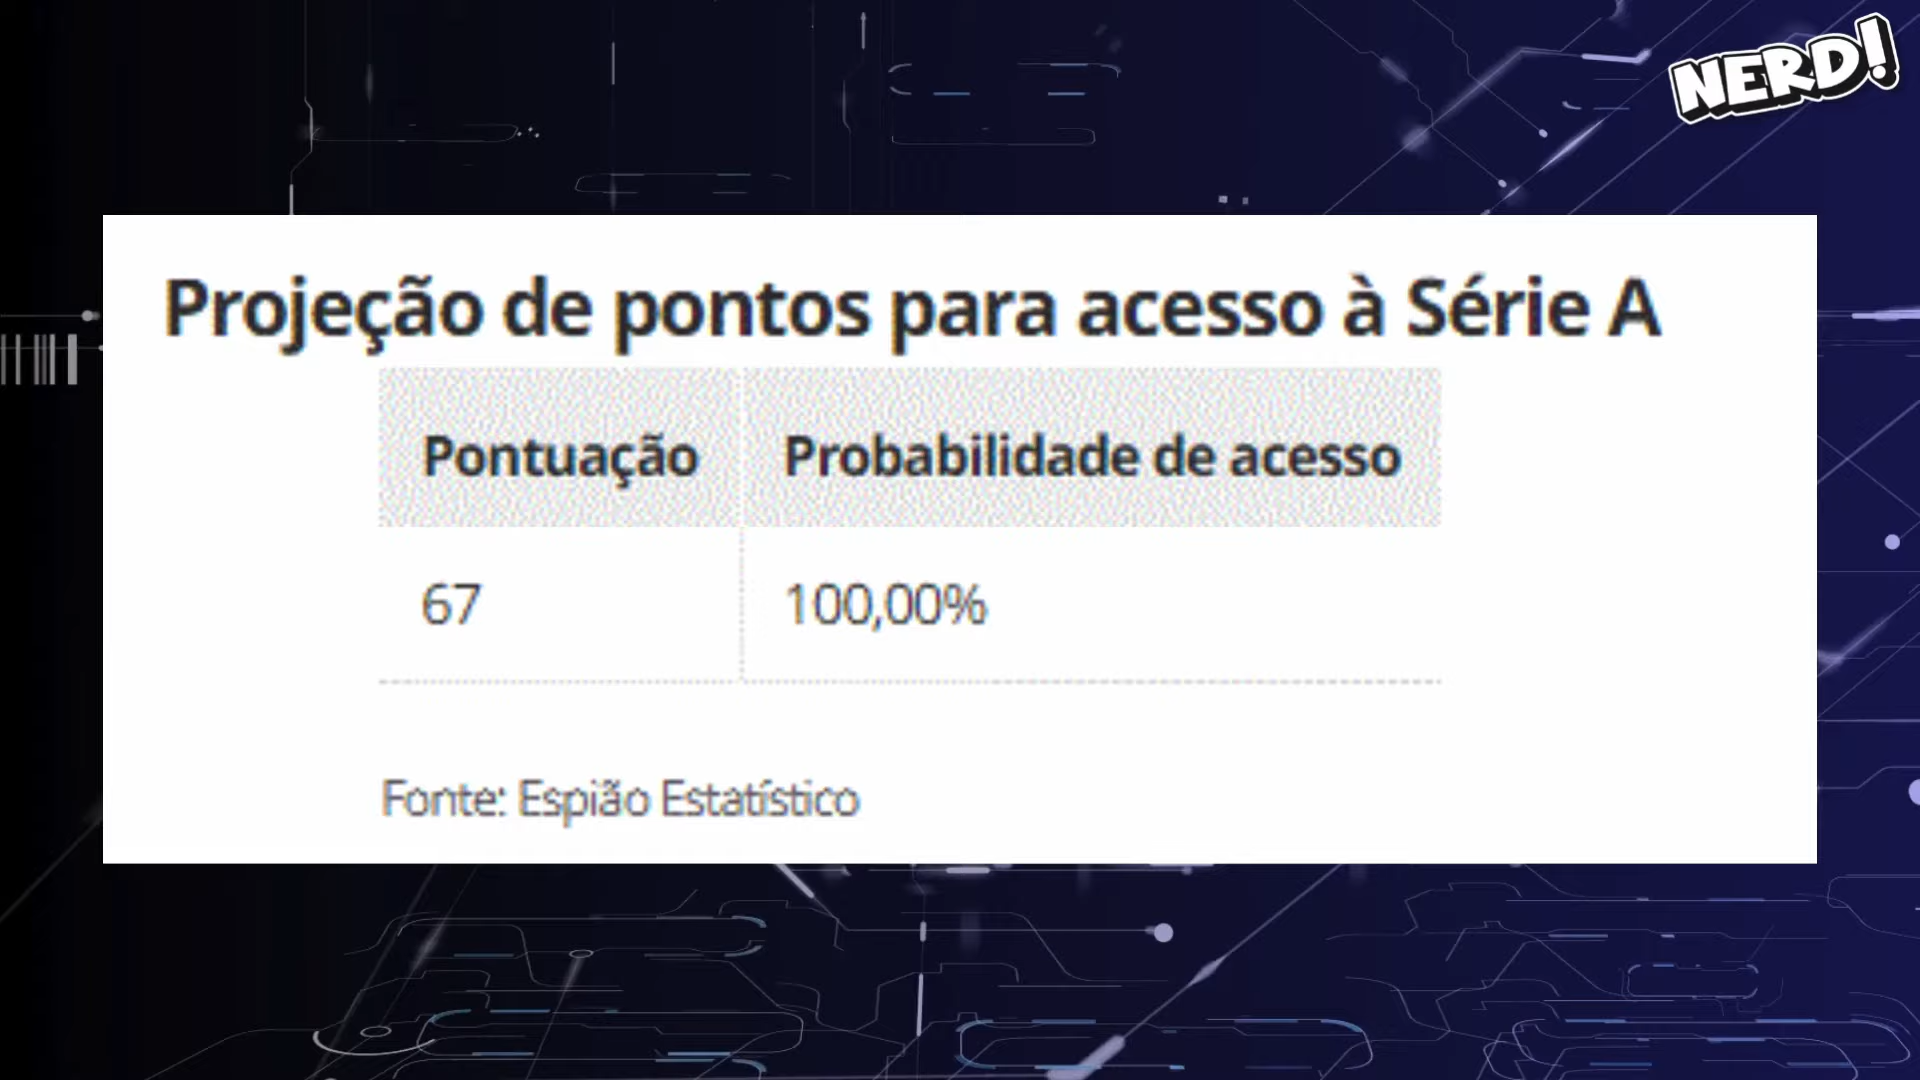 NERD!
Projeção de pontos para acesso à Série A
Pontuação Probabilidade de acesso
67 100,00%
Fonte: Espião Estatístico